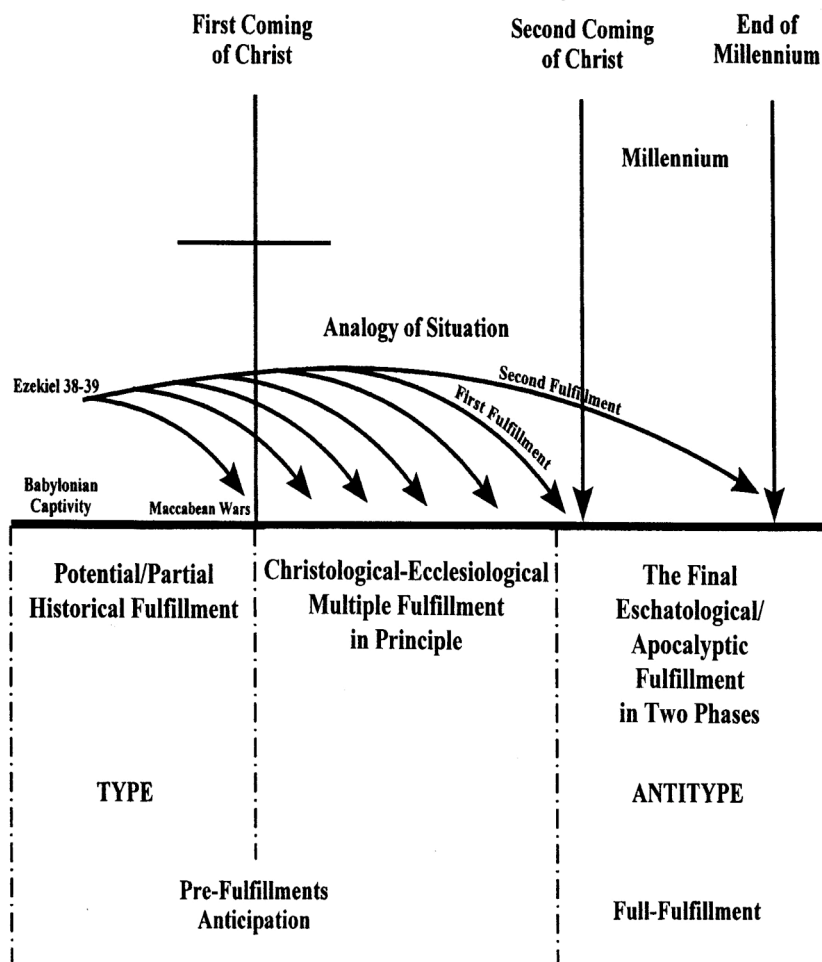 First Coming
of Christ
Second Coming
of Christ
End of
Millennium
Millennium
Analogy of Situation
Ezekiel 38-39
Second Fulfillment
First Fulfillment
Babylonian
Captivity
Maccabean Wars
Potential/Partial
Historical Fulfillment
Christological-Ecclesiological
Multiple Fulfillment
in Principle
The Final
Eschatological/
Apocalyptic
Fulfillment
in Two Phases
TYPE
ANTITYPE
Pre-Fulfillments
Anticipation
Full-Fulfillment